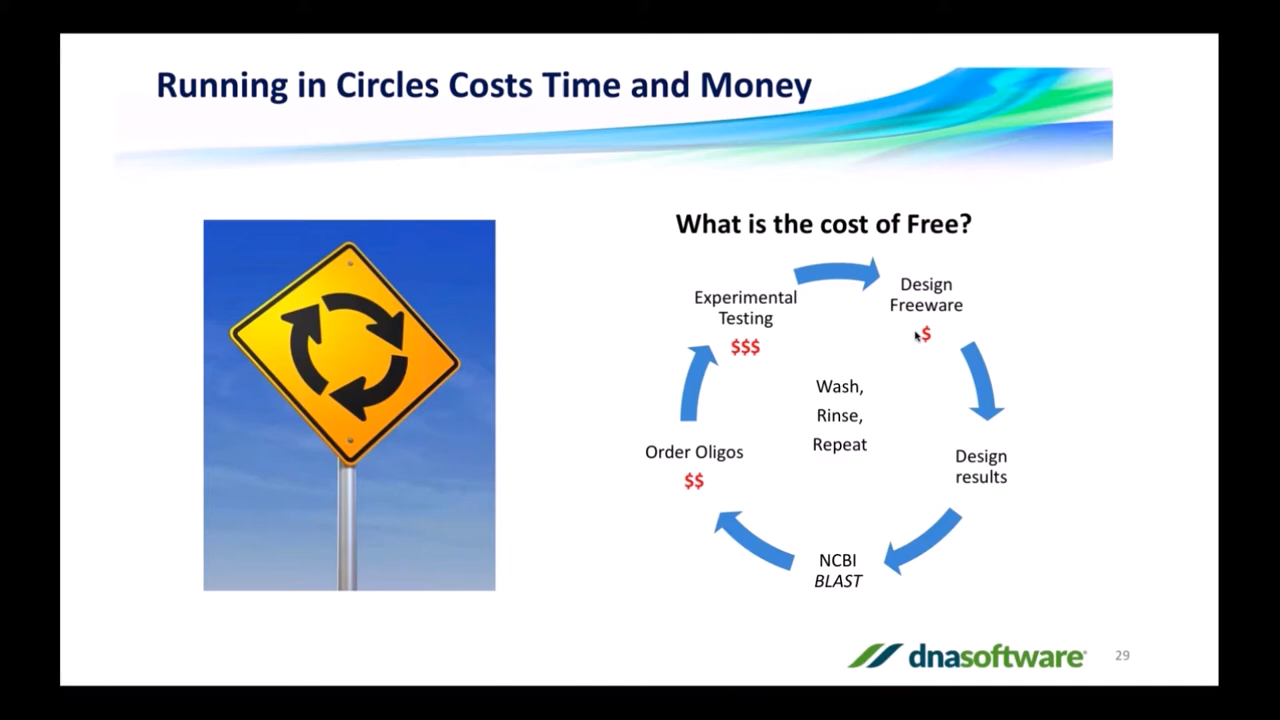 Running in Circles Costs Time and Money
What is the cost of Free?
Design
Freeware
$
Design
results
NCBI
BLAST
Order Oligos
$$
Experimental
Testing
$$$
Wash,
Rinse,
Repeat
dnasoftware
29